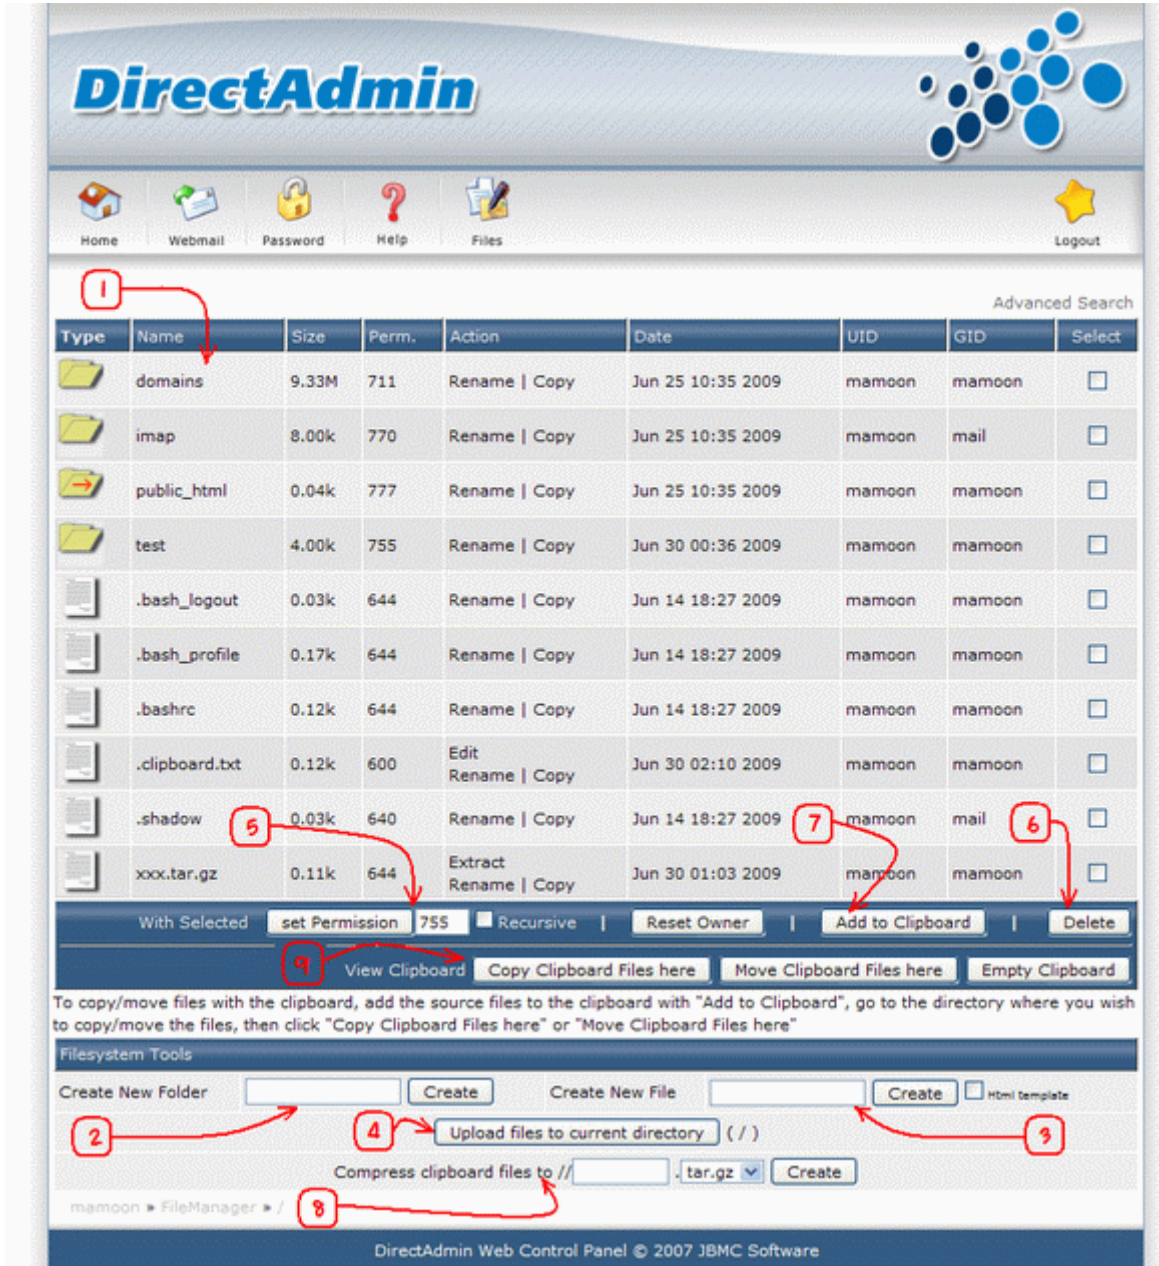 DirectAdmin
Home Webmail Password Help Files Logout
1
Advanced Search
Type Name Size Perm. Action Date UID GID Select
domains 9.33M 711 Rename | Copy Jun 25 10:35 2009 mamoon mamoon
imap 8.00k 770 Rename | Copy Jun 25 10:35 2009 mamoon mail
public_html 0.04k 777 Rename | Copy Jun 25 10:35 2009 mamoon mamoon
test 4.00k 755 Rename | Copy Jun 30 00:36 2009 mamoon mamoon
.bash_logout 0.03k 644 Rename | Copy Jun 14 18:27 2009 mamoon mamoon
.bash_profile 0.17k 644 Rename | Copy Jun 14 18:27 2009 mamoon mamoon
.bashrc 0.12k 644 Rename | Copy Jun 14 18:27 2009 mamoon mamoon
Edit
.clipboard.txt 0.12k 600 Rename | Copy Jun 30 02:10 2009 mamoon mamoon
.shadow 5 0.03k 640 Rename | Copy Jun 14 18:27 2009 7 mamoon mail 6
Extract
xxx.tar.gz 0.11k 644 Rename | Copy Jun 30 01:03 2009 mamoon mamoon
With Selected set Permission 755 Recursive | Reset Owner | Add to Clipboard | Delete
9 View Clipboard Copy Clipboard Files here Move Clipboard Files here Empty Clipboard
To copy/move files with the clipboard, add the source files to the clipboard with "Add to Clipboard", go to the directory where you wish
to copy/move the files, then click "Copy Clipboard Files here" or "Move Clipboard Files here"
Filesystem Tools
Create New Folder Create Create New File Create Html template
2 4 Upload files to current directory ( / ) 3
Compress clipboard files to // . tar.gz Create
mamoon » FileManager » / 8
DirectAdmin Web Control Panel © 2007 JBMC Software